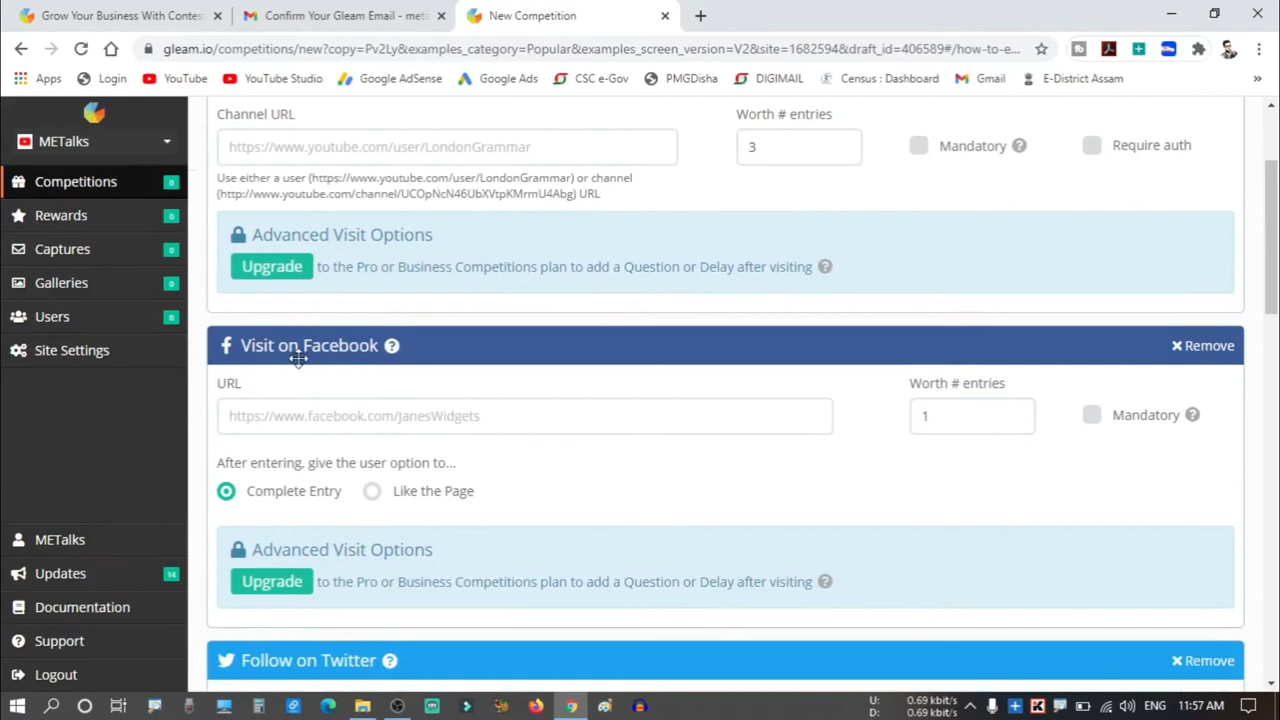 Grow Your Business With Contes
Confirm Your Gleam Email - meta
New Competition
gleam.io/competitions/new?copy=Pv2Ly&examples_category=Popular&examples_screen_version=V2&site=1682594&draft_id=406589#/how-to-e...
Apps
Login
YouTube
YouTube Studio
Google AdSense
Google Ads
CSC e-Gov
PMGDisha
DIGIMAIL
Census : Dashboard
Gmail
E-District Assam
»
METalks
Competitions 0
Rewards 0
Captures 0
Galleries 0
Users 0
Site Settings
METalks
Updates 14
Documentation
Support
Logout
Channel URL
Worth # entries
https://www.youtube.com/user/LondonGrammar
3
Mandatory ?
Require auth
Use either a user (https://www.youtube.com/user/LondonGrammar) or channel
(http://www.youtube.com/channel/UCOpNcN46UbXVtpKMrmU4Abg) URL
Advanced Visit Options
Upgrade to the Pro or Business Competitions plan to add a Question or Delay after visiting ?
Visit on Facebook ?
Remove
URL
Worth # entries
https://www.facebook.com/JanesWidgets
1
Mandatory ?
After entering, give the user option to...
Complete Entry
Like the Page
Advanced Visit Options
Upgrade to the Pro or Business Competitions plan to add a Question or Delay after visiting ?
Follow on Twitter ?
Remove
U: 0.69 kbit/s
D: 0.69 kbit/s
ENG
11:57 AM